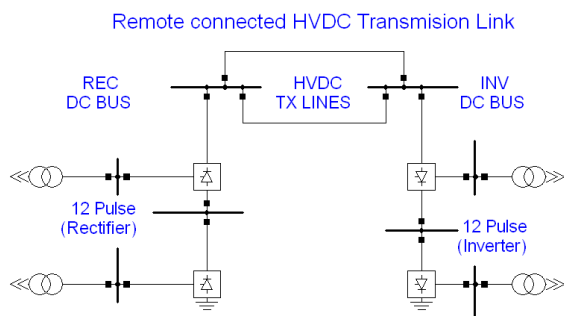 Remote connected HVDC Transmision Link
REC
DC BUS
HVDC
TX LINES
INV
DC BUS
12 Pulse
(Rectifier)
12 Pulse
(Inverter)